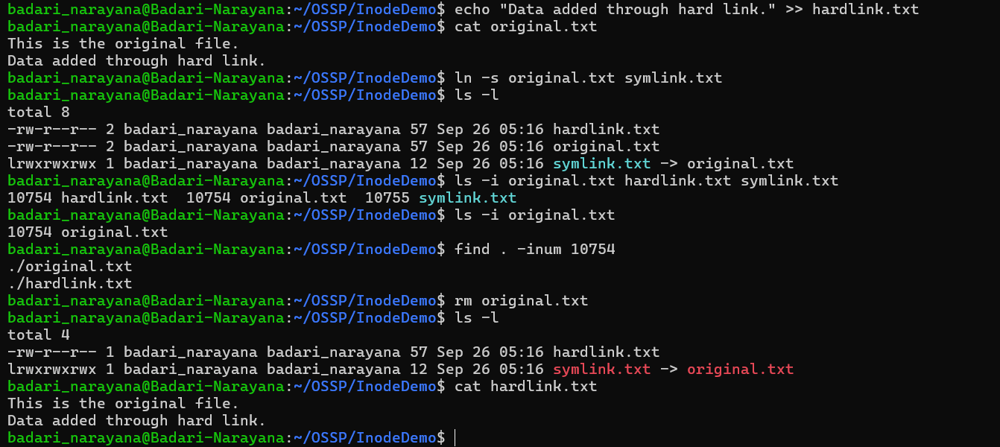 badari_narayana@Badari-Narayana:~/OSSP/InodeDemo$ echo "Data added through hard link." >> hardlink.txt
badari_narayana@Badari-Narayana:~/OSSP/InodeDemo$ cat original.txt
This is the original file.
Data added through hard link.
badari_narayana@Badari-Narayana:~/OSSP/InodeDemo$ ln -s original.txt symlink.txt
badari_narayana@Badari-Narayana:~/OSSP/InodeDemo$ ls -l
total 8
-rw-r--r-- 2 badari_narayana badari_narayana 57 Sep 26 05:16 hardlink.txt
-rw-r--r-- 2 badari_narayana badari_narayana 57 Sep 26 05:16 original.txt
lrwxrwxrwx 1 badari_narayana badari_narayana 12 Sep 26 05:16 symlink.txt -> original.txt
badari_narayana@Badari-Narayana:~/OSSP/InodeDemo$ ls -i original.txt hardlink.txt symlink.txt
10754 hardlink.txt  10754 original.txt  10755 symlink.txt
badari_narayana@Badari-Narayana:~/OSSP/InodeDemo$ ls -i original.txt
10754 original.txt
badari_narayana@Badari-Narayana:~/OSSP/InodeDemo$ find . -inum 10754
./original.txt
./hardlink.txt
badari_narayana@Badari-Narayana:~/OSSP/InodeDemo$ rm original.txt
badari_narayana@Badari-Narayana:~/OSSP/InodeDemo$ ls -l
total 4
-rw-r--r-- 1 badari_narayana badari_narayana 57 Sep 26 05:16 hardlink.txt
lrwxrwxrwx 1 badari_narayana badari_narayana 12 Sep 26 05:16 symlink.txt -> original.txt
badari_narayana@Badari-Narayana:~/OSSP/InodeDemo$ cat hardlink.txt
This is the original file.
Data added through hard link.
badari_narayana@Badari-Narayana:~/OSSP/InodeDemo$